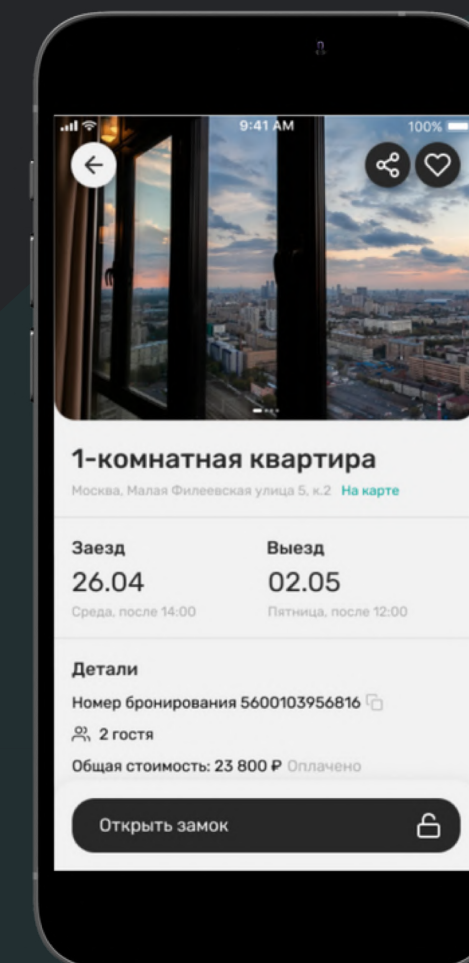 9:41 AM
100%
1-комнатная квартира
Москва, Малая Филеевская улица 5, к.2 На карте
Заезд
Выезд
26.04
02.05
Среда, после 14:00
Пятница, после 12:00
Детали
Номер бронирования 5600103956816
2 гостя
Общая стоимость: 23 800 ₽ Оплачено
Открыть замок